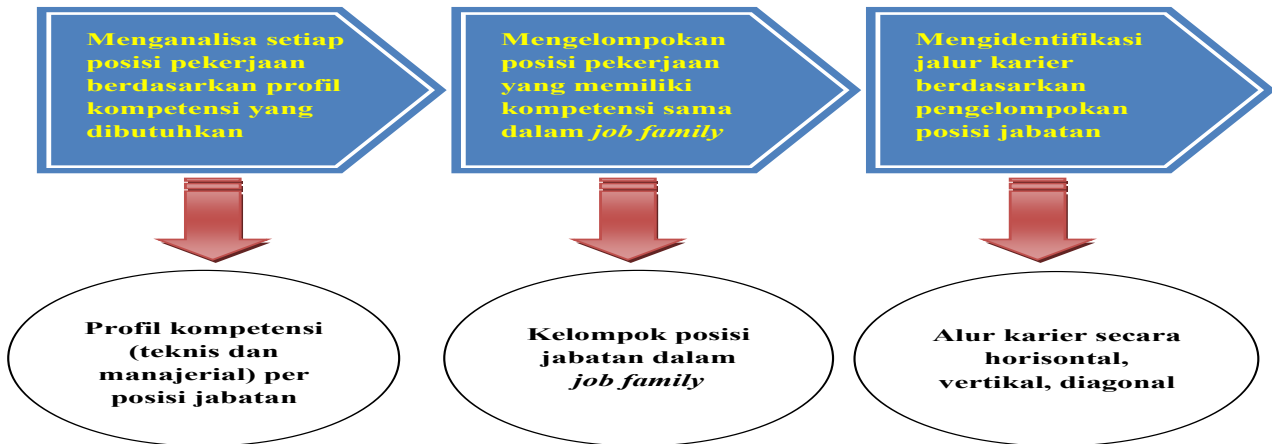 Menganalisa setiap
posisi pekerjaan
berdasarkan profil
kompetensi yang
dibutuhkan
Mengelompokan
posisi pekerjaan
yang memiliki
kompetensi sama
dalam job family
Mengidentifikasi
jalur karier
berdasarkan
pengelompokan
posisi jabatan
Profil kompetensi
(teknis dan
manajerial) per
posisi jabatan
Kelompok posisi
jabatan dalam
job family
Alur karier secara
horisontal,
vertikal, diagonal